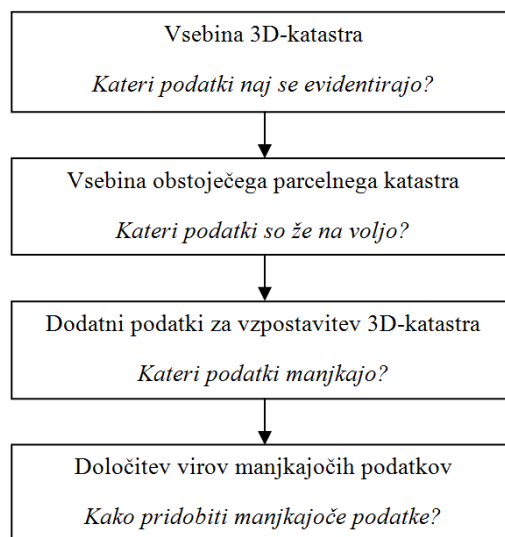 Vsebina 3D-katastra
Kateri podatki naj se evidentirajo?
Vsebina obstoječega parcelnega katastra
Kateri podatki so že na voljo?
Dodatni podatki za vzpostavitev 3D-katastra
Kateri podatki manjkajo?
Določitev virov manjkajočih podatkov
Kako pridobiti manjkajoče podatke?